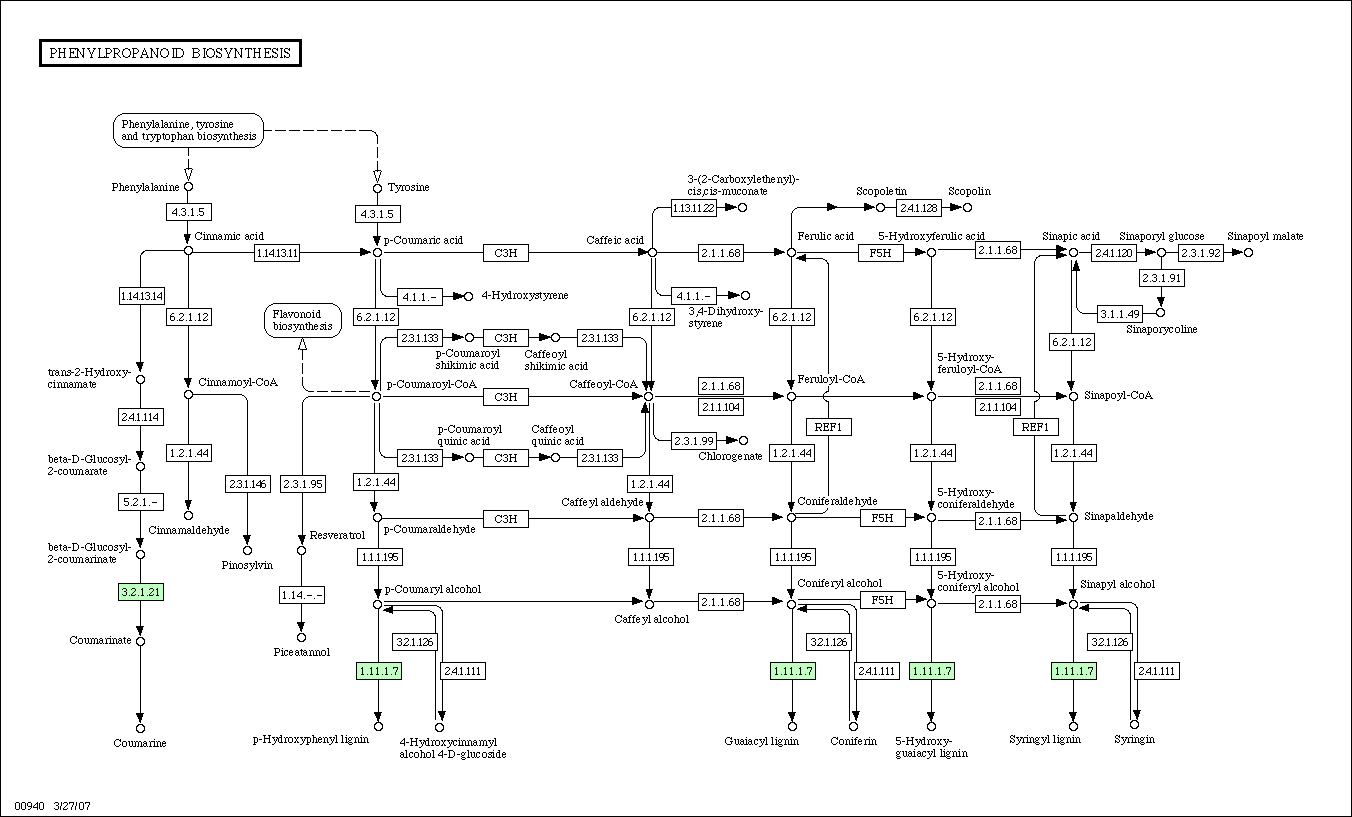 PHENYLPROPANOID BIOSYNTHESIS
Phenylalanine, tyrosine
and tryptophan biosynthesis
Phenylalanine
Tyrosine
3-(2-Carboxylethenyl)-
cis,cis-muconate
Scopoletin
Scopolin
4.3.1.5
4.3.1.5
1.13.11.22
2.4.1.128
Cinnamic acid
p-Coumaric acid
Caffeic acid
Ferulic acid
5-Hydroxyferulic acid
Sinapic acid
Sinaporyl glucose
Sinapoyl malate
1.14.13.11
C3H
2.1.1.68
F5H
2.1.1.68
2.4.1.120
2.3.1.92
2.3.1.91
1.14.13.14
4.1.1.-
4-Hydroxystyrene
4.1.1.-
3,4-Dihydroxy-
styrene
3.1.1.49
Sinaporycoline
6.2.1.12
Flavonoid
biosynthesis
6.2.1.12
6.2.1.12
6.2.1.12
6.2.1.12
6.2.1.12
2.3.1.133
C3H
2.3.1.133
p-Coumaroyl
shikimic acid
Caffeoyl
shikimic acid
trans-2-Hydroxy-
cinnamate
Cinnamoyl-CoA
p-Coumaroyl-CoA
Caffeoyl-CoA
Feruloyl-CoA
5-Hydroxy-
feruloyl-CoA
Sinapoyl-CoA
C3H
2.1.1.68
2.1.1.104
2.1.1.68
2.1.1.104
2.4.1.114
REF1
REF1
p-Coumaroyl
quinic acid
Caffeoyl
quinic acid
2.3.1.99
Chlorogenate
2.3.1.133
C3H
2.3.1.133
beta-D-Glucosyl-
2-coumarate
1.2.1.44
1.2.1.44
1.2.1.44
1.2.1.44
2.3.1.146
2.3.1.95
1.2.1.44
1.2.1.44
5.2.1.-
Cinnamaldehyde
p-Coumaraldehyde
Caffeyl aldehyde
Coniferaldehyde
5-Hydroxy-
coniferaldehyde
Sinapaldehyde
C3H
2.1.1.68
F5H
2.1.1.68
Resveratrol
beta-D-Glucosyl-
2-coumarinate
Pinosylvin
1.1.1.195
1.1.1.195
1.1.1.195
1.1.1.195
1.1.1.195
3.2.1.21
1.14.-.-
p-Coumaryl alcohol
Caffeyl alcohol
Coniferyl alcohol
5-Hydroxy-
coniferyl alcohol
Sinapyl alcohol
2.1.1.68
F5H
2.1.1.68
Coumarinate
Piceatannol
3.2.1.126
3.2.1.126
3.2.1.126
1.11.1.7
2.4.1.111
1.11.1.7
2.4.1.111
1.11.1.7
1.11.1.7
2.4.1.111
Coumarine
p-Hydroxyphenyl lignin
4-Hydroxycinnamyl
alcohol 4-D-glucoside
Guaiacyl lignin
Coniferin
5-Hydroxy-
guaiacyl lignin
Syringyl lignin
Syringin
00940 3/27/07